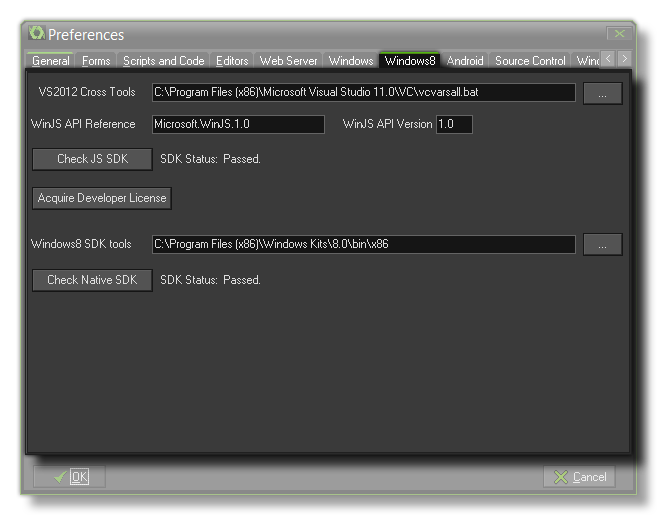 Preferences
General Forms Scripts and Code Editors Web Server Windows Windows8 Android Source Control
VS2012 Cross Tools C:\Program Files (x86)\Microsoft Visual Studio 11.0\VC\vcvarsall.bat ...
WinJS API Reference Microsoft.WinJS.1.0 WinJS API Version 1.0
Check JS SDK SDK Status: Passed.
Acquire Developer License
Windows8 SDK tools C:\Program Files (x86)\Windows Kits\8.0\bin\x86 ...
Check Native SDK SDK Status: Passed.
OK Cancel